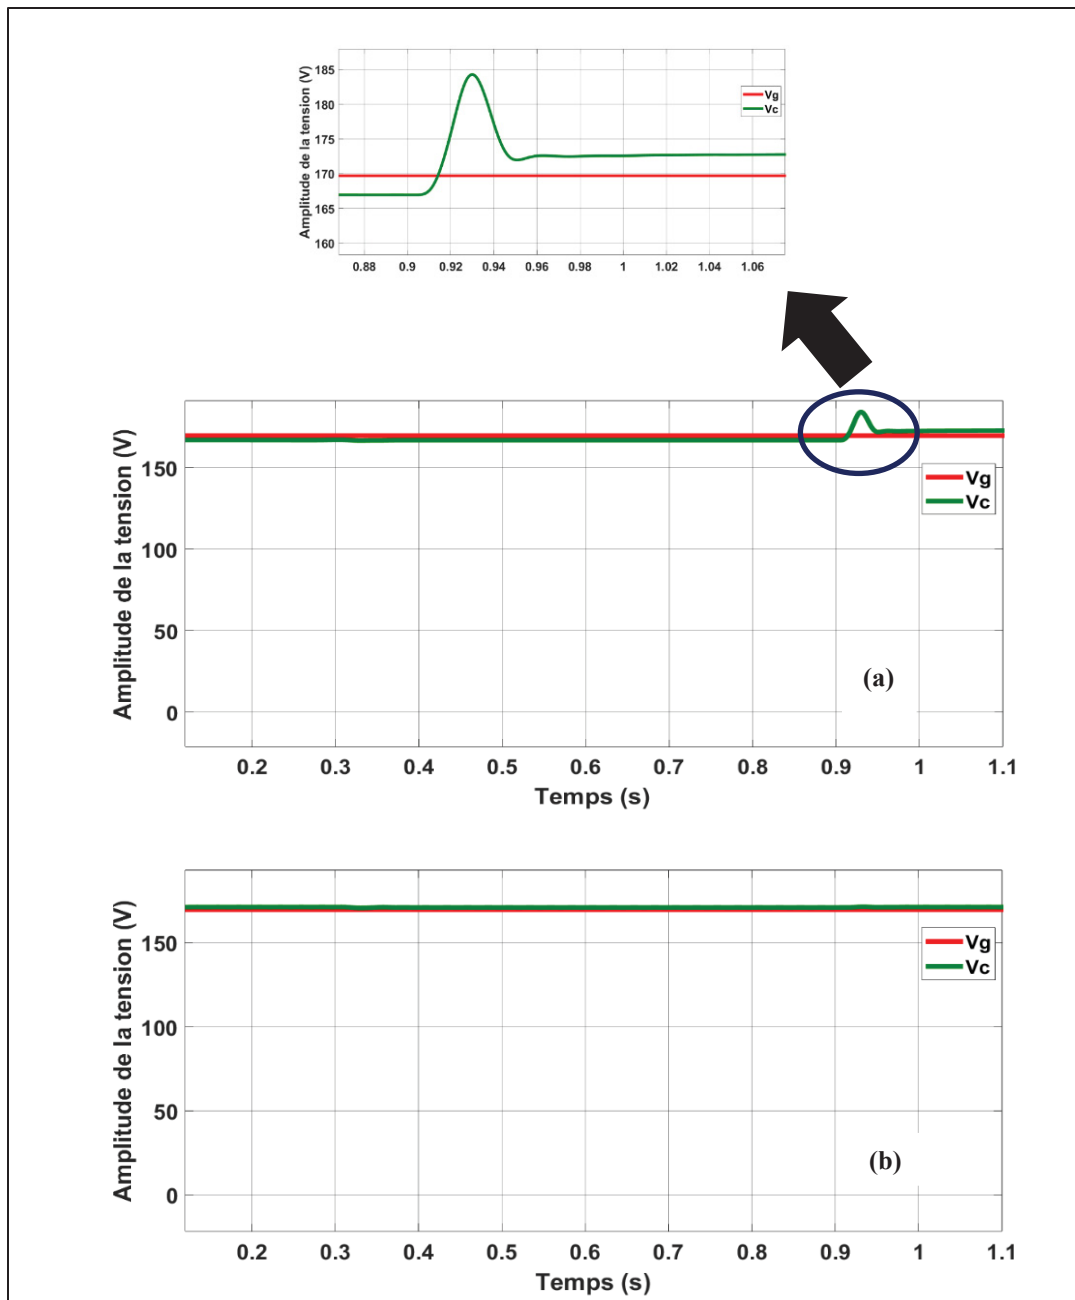 Amplitude de la tension (V)
185
180
175
170
165
160
Vg
Vc
0.88 0.9 0.92 0.94 0.96 0.98 1 1.02 1.04 1.06
Amplitude de la tension (V)
150
100
50
0
Vg
Vc
(a)
0.2 0.3 0.4 0.5 0.6 0.7 0.8 0.9 1 1.1
Temps (s)
Amplitude de la tension (V)
150
100
50
0
Vg
Vc
(b)
0.2 0.3 0.4 0.5 0.6 0.7 0.8 0.9 1 1.1
Temps (s)